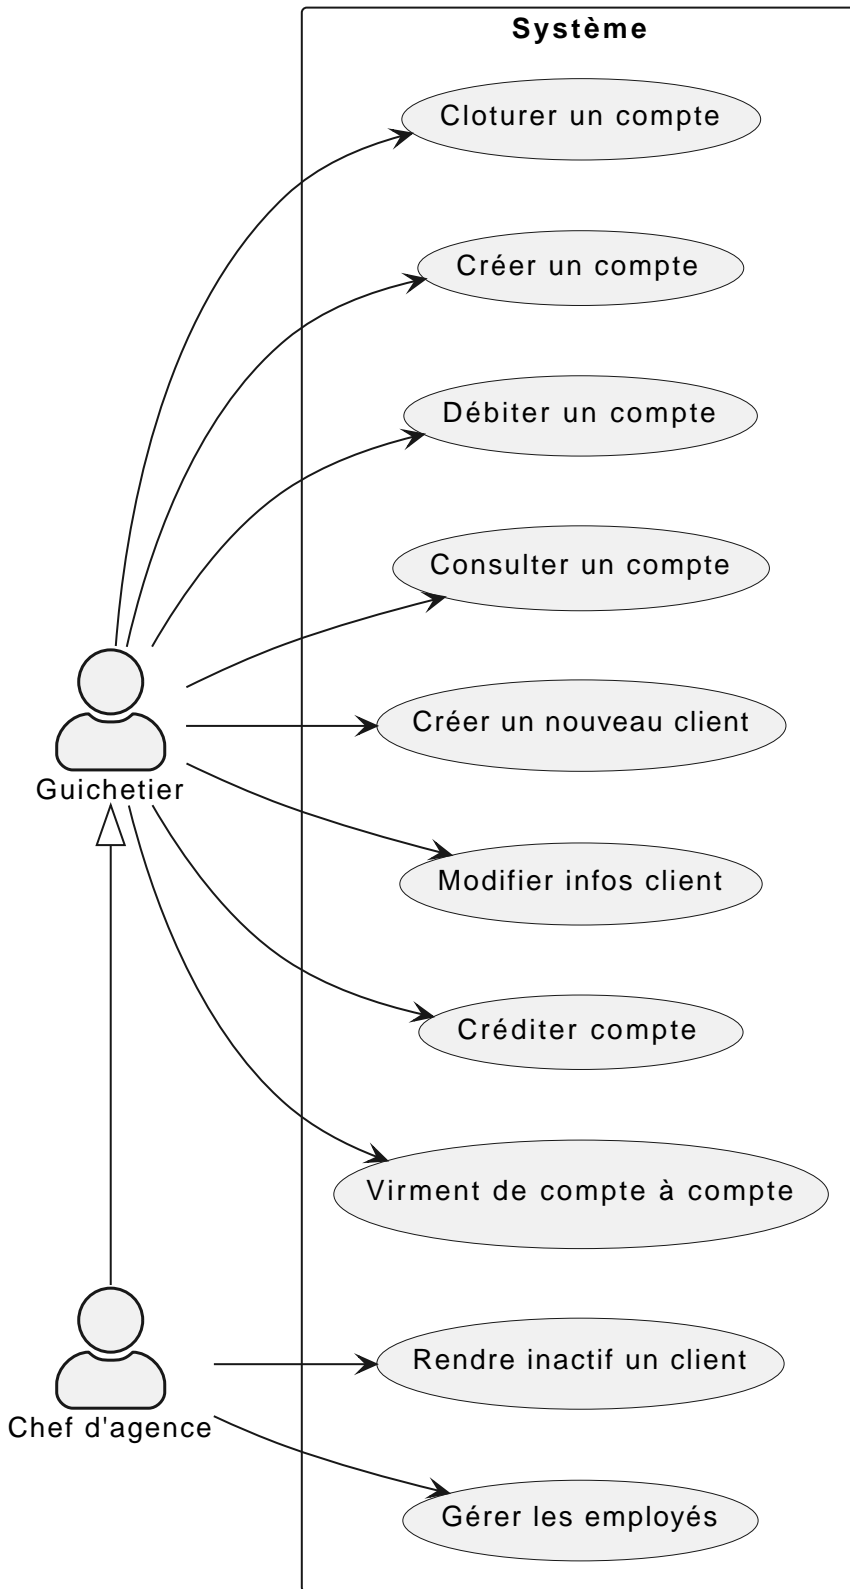 Système
Cloturer un compte
Créer un compte
Débiter un compte
Consulter un compte
Créer un nouveau client
Guichetier
Modifier infos client
Créditer compte
Virment de compte à compte
Rendre inactif un client
Chef d'agence
Gérer les employés